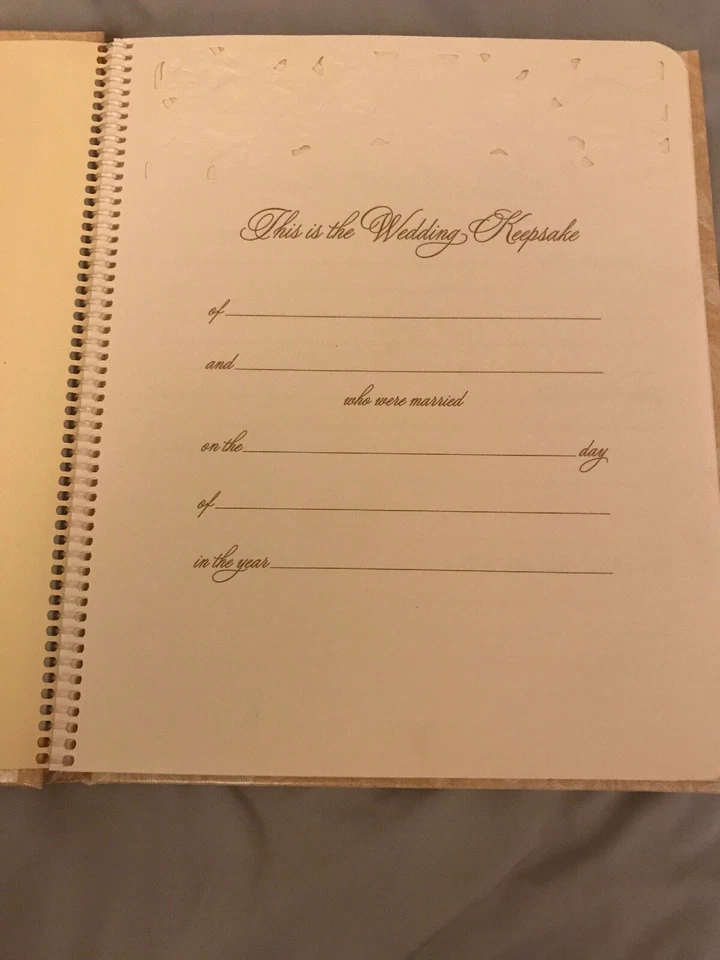 This is the Wedding Keepsake
of
and
who were married
on the day
of
in the year